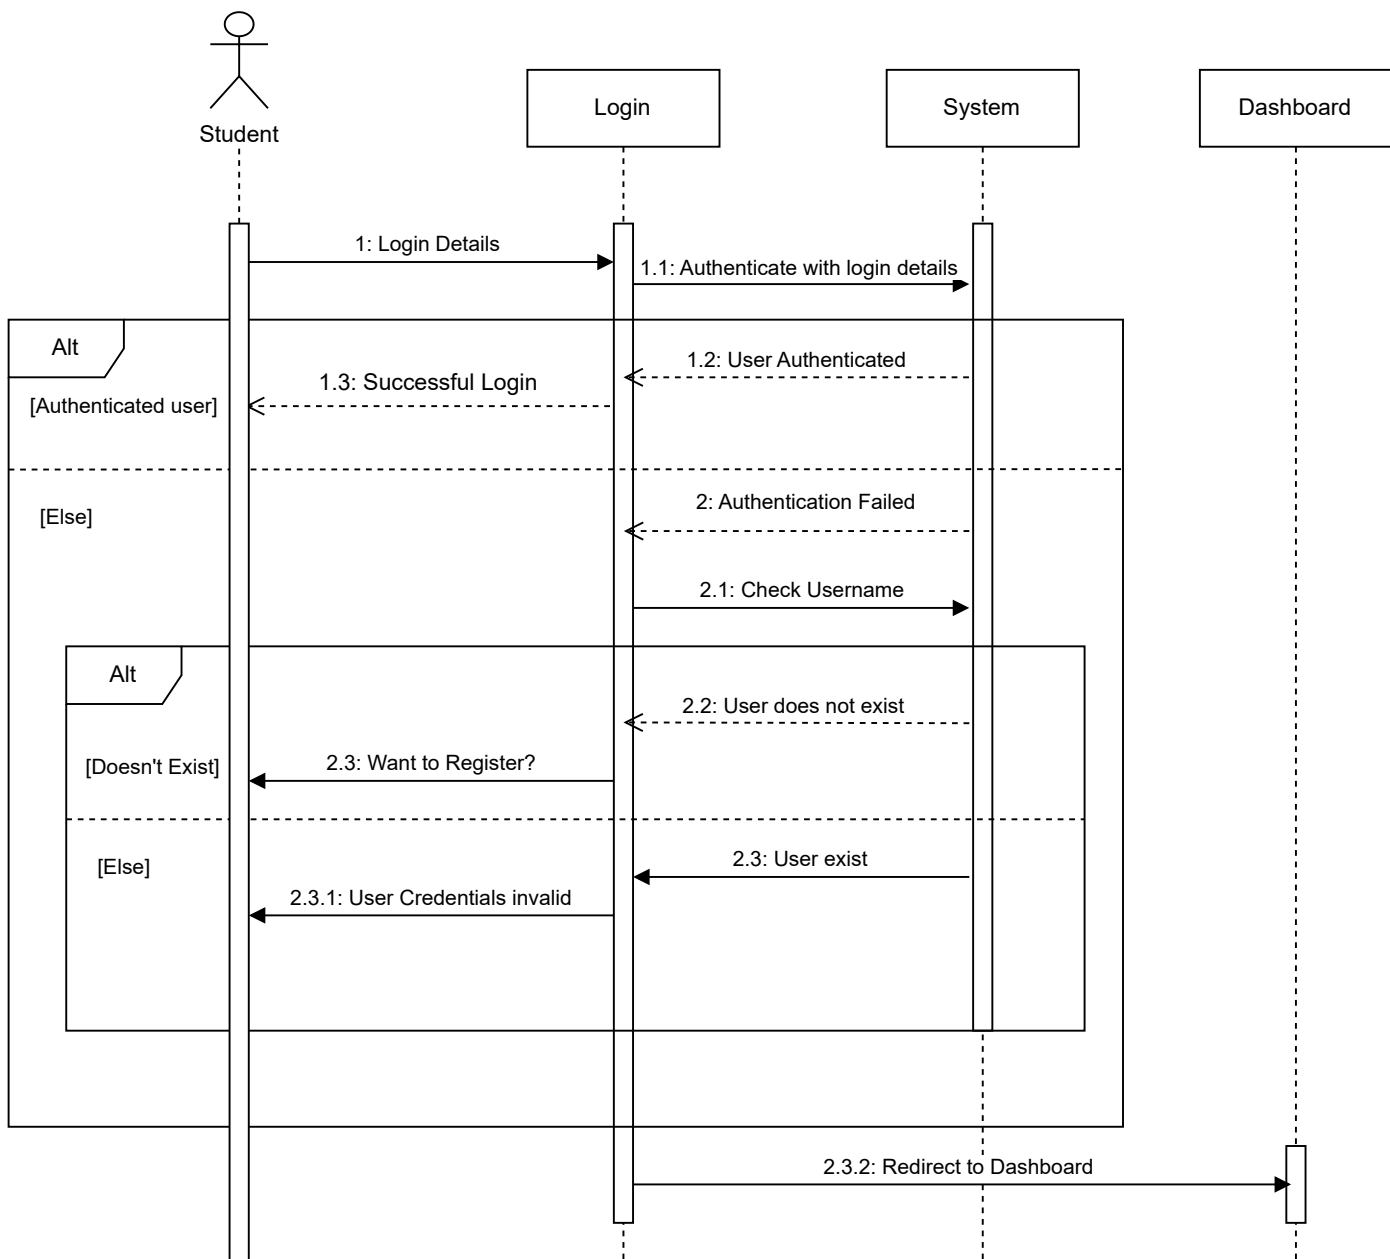 Student
Login
System
Dashboard
1: Login Details
1.1: Authenticate with login details
Alt
1.2: User Authenticated
1.3: Successful Login
[Authenticated user]
2: Authentication Failed
[Else]
2.1: Check Username
Alt
2.2: User does not exist
2.3: Want to Register?
[Doesn't Exist]
2.3: User exist
[Else]
2.3.1: User Credentials invalid
2.3.2: Redirect to Dashboard